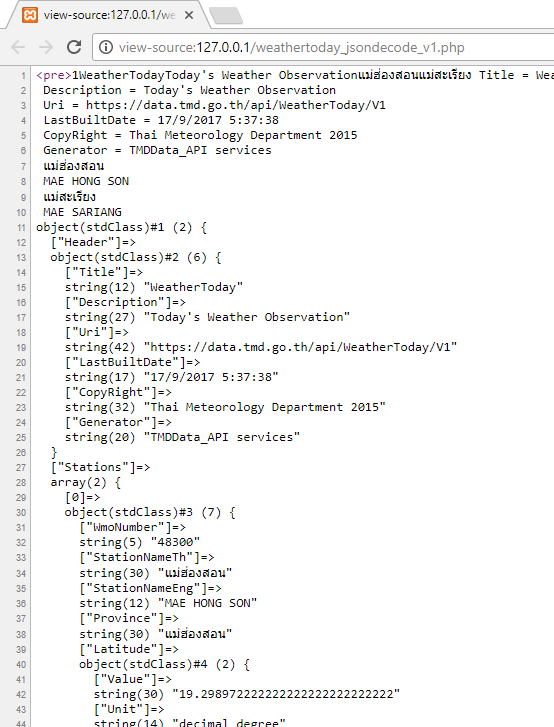 view-source:127.0.0.1/we
view-source:127.0.0.1/weathertoday_jsondecode_v1.php
1 <pre>1WeatherTodayToday's Weather Observationแม่ฮ่องสอนแม่สะเรียง Title = Wea
2 Description = Today's Weather Observation
3 Uri = https://data.tmd.go.th/api/WeatherToday/V1
4 LastBuiltDate = 17/9/2017 5:37:38
5 CopyRight = Thai Meteorology Department 2015
6 Generator = TMDData_API services
7 แม่ฮ่องสอน
8 MAE HONG SON
9 แม่สะเรียง
10 MAE SARIANG
11 object(stdClass)#1 (2) {
12 ["Header"]=>
13 object(stdClass)#2 (6) {
14 ["Title"]=>
15 string(12) "WeatherToday"
16 ["Description"]=>
17 string(27) "Today's Weather Observation"
18 ["Uri"]=>
19 string(42) "https://data.tmd.go.th/api/WeatherToday/V1"
20 ["LastBuiltDate"]=>
21 string(17) "17/9/2017 5:37:38"
22 ["CopyRight"]=>
23 string(32) "Thai Meteorology Department 2015"
24 ["Generator"]=>
25 string(20) "TMDData_API services"
26 }
27 ["Stations"]=>
28 array(2) {
29 [0]=>
30 object(stdClass)#3 (7) {
31 ["WmoNumber"]=>
32 string(5) "48300"
33 ["StationNameTh"]=>
34 string(30) "แม่ฮ่องสอน"
35 ["StationNameEng"]=>
36 string(12) "MAE HONG SON"
37 ["Province"]=>
38 string(30) "แม่ฮ่องสอน"
39 ["Latitude"]=>
40 object(stdClass)#4 (2) {
41 ["Value"]=>
42 string(30) "19.298972222222222222222222222"
43 ["Unit"]=>
44 string(14) "decimal degree"